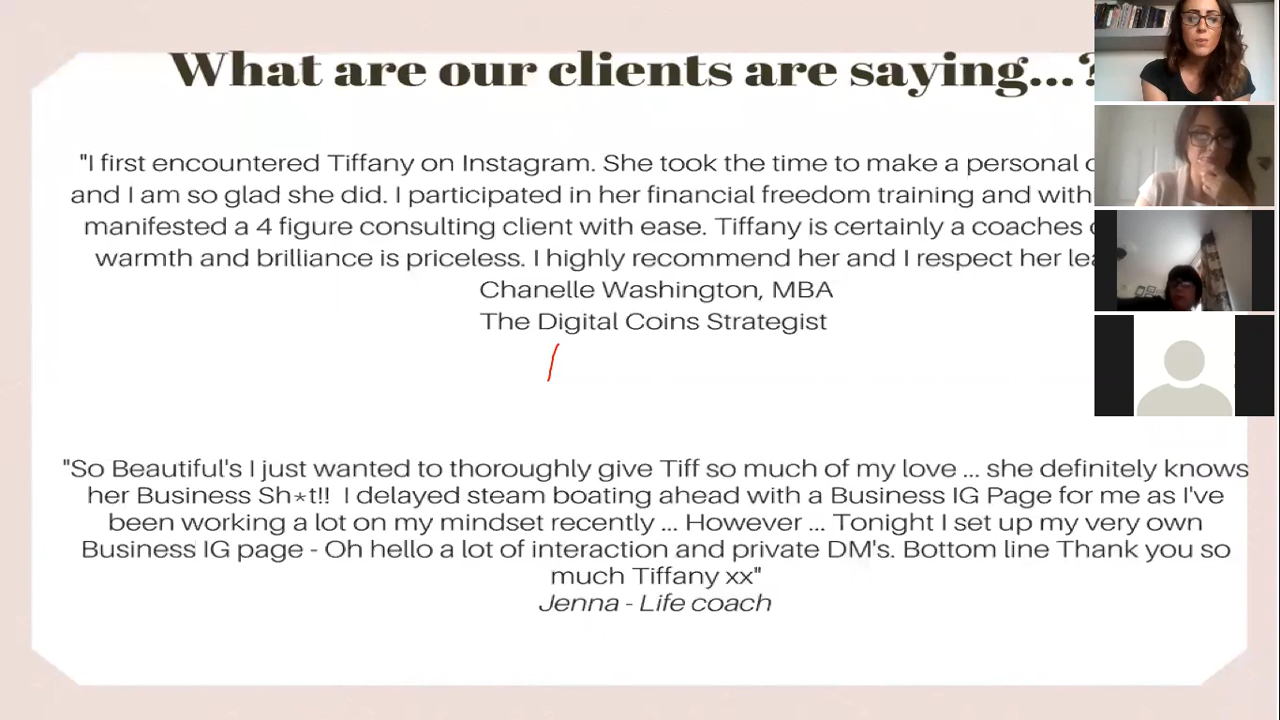 What are our clients are saying...?
"I first encountered Tiffany on Instagram. She took the time to make a personal
and I am so glad she did. I participated in her financial freedom training and with
manifested a 4 figure consulting client with ease. Tiffany is certainly a coaches
warmth and brilliance is priceless. I highly recommend her and I respect her
Chanelle Washington, MBA
The Digital Coins Strategist
"So Beautiful's I just wanted to thoroughly give Tiff so much of my love ... she definitely knows
her Business Sh*t!! I delayed steam boating ahead with a Business IG Page for me as I've
been working a lot on my mindset recently ... However ... Tonight I set up my very own
Business IG page - Oh hello a lot of interaction and private DM's. Bottom line Thank you so
much Tiffany xx"
Jenna - Life coach